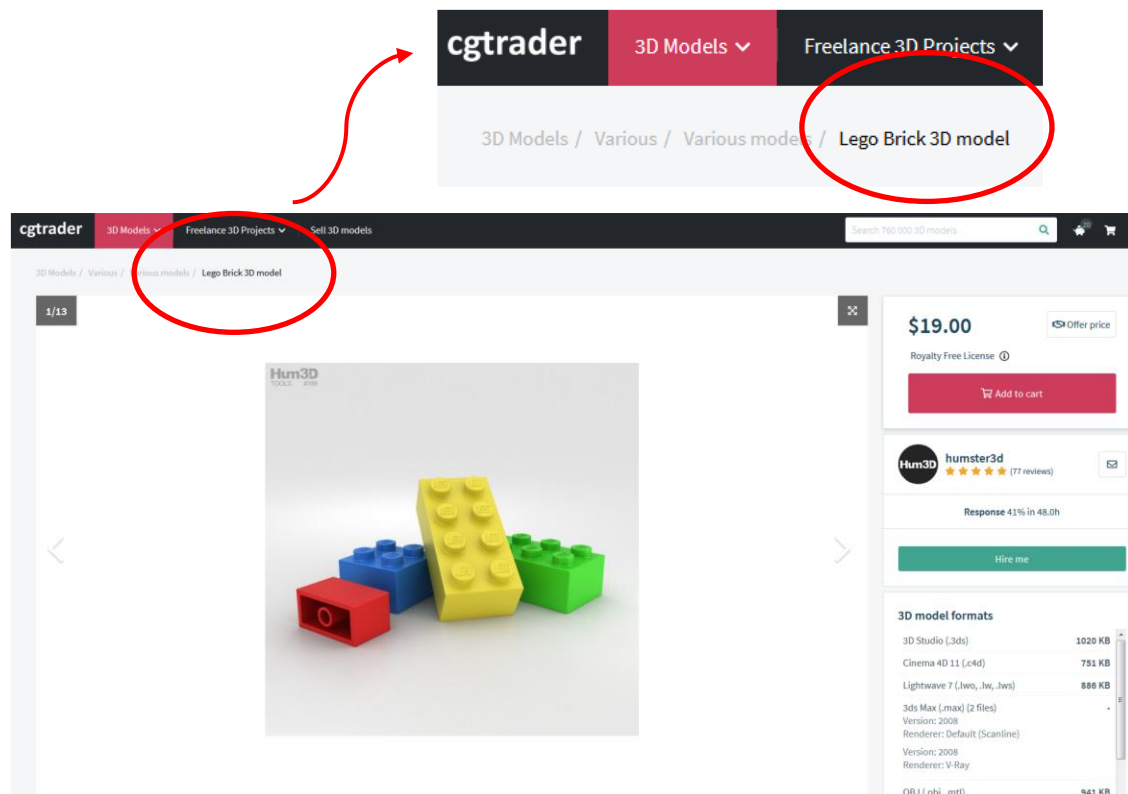 cgtrader 3D Models Freelance 3D Projects
3D Models / Various / Various models / Lego Brick 3D model
cgtrader 3D Models Freelance 3D Projects Sell 3D models Search 760 000 3D models
3D Models / Various / Various models / Lego Brick 3D model
1/13
Hum3D
$19.00 Offer price
Royalty Free License
Add to cart
Hum3D humster3d
(77 reviews)
Response 41% in 48.0h
Hire me
3D model formats
3D Studio (.3ds) 1020 KB
Cinema 4D 11 (.c4d) 751 KB
Lightwave 7 (.lwo, .lw, .lws) 886 KB
3ds Max (.max) (2 files) -
Version: 2008
Renderer: Default (Scanline)
Version: 2008
Renderer: V-Ray
OBJ (.obj, .mtl) 941 KB